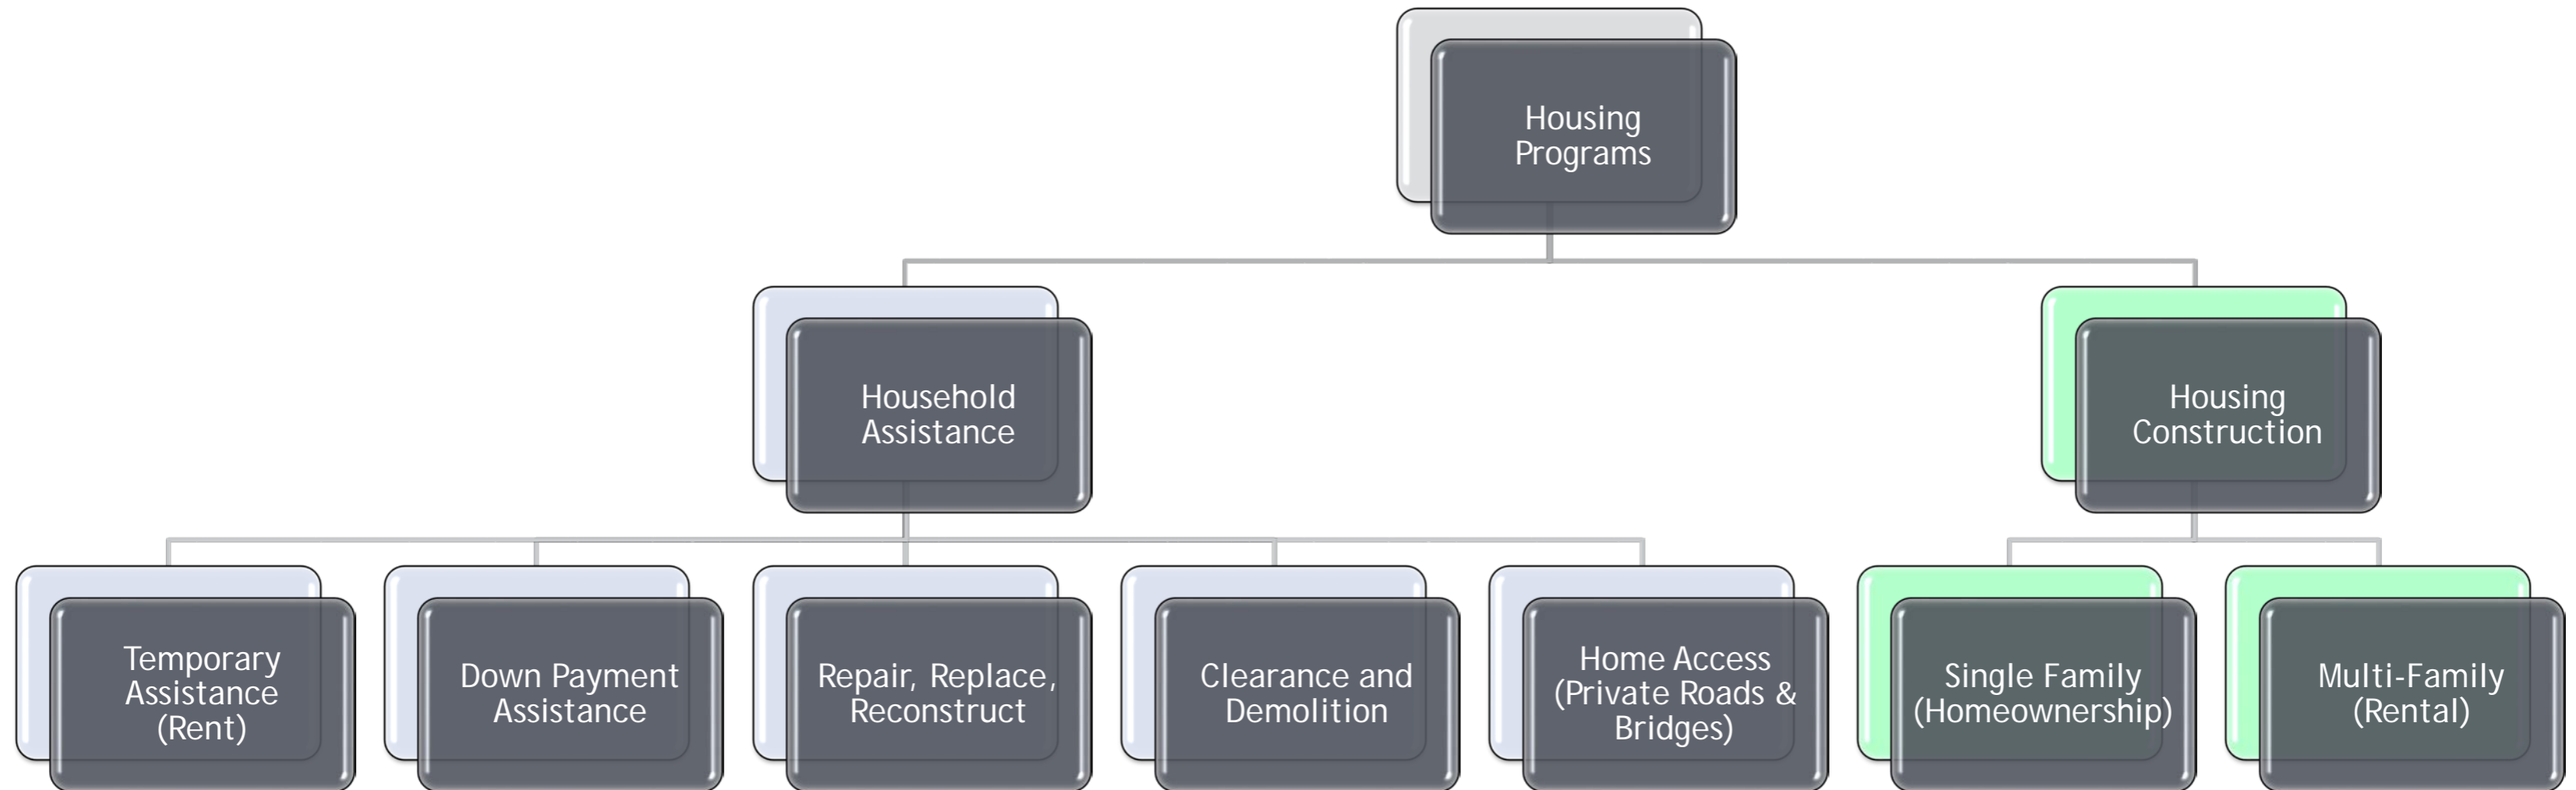 Housing
Programs
Household
Assistance
Housing
Construction
Temporary
Assistance
(Rent)
Down Payment
Assistance
Repair, Replace,
Reconstruct
Clearance and
Demolition
Home Access
(Private Roads &
Bridges)
Single Family
(Homeownership)
Multi-Family
(Rental)